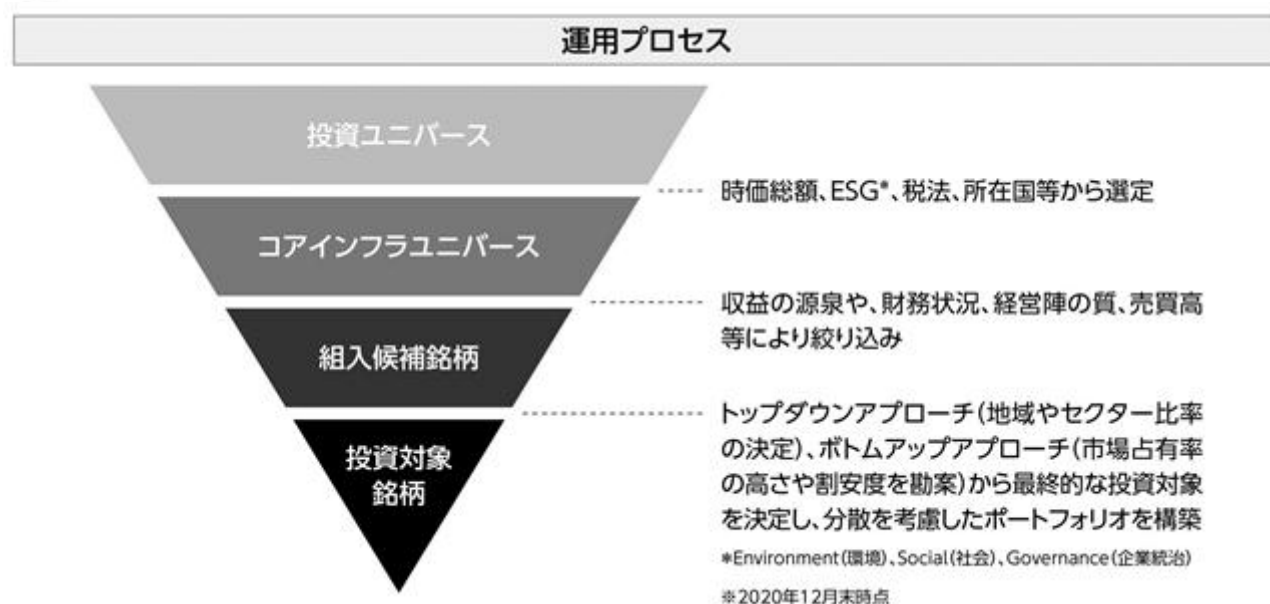 運用プロセス
投資ユニバース
時価総額、ESG*、税法、所在国等から選定
コアインフラユニバース
収益の源泉や、財務状況、経営陣の質、売買高
等により絞り込み
組入候補銘柄
トップダウンアプローチ(地域やセクター比率
の決定)、ボトムアップアプローチ(市場占有率
の高さや割安度を勘案)から最終的な投資対象
を決定し、分散を考慮したポートフォリオを構築
投資対象
銘柄
*Environment(環境)、Social(社会)、Governance(企業統治)
※2020年12月末時点